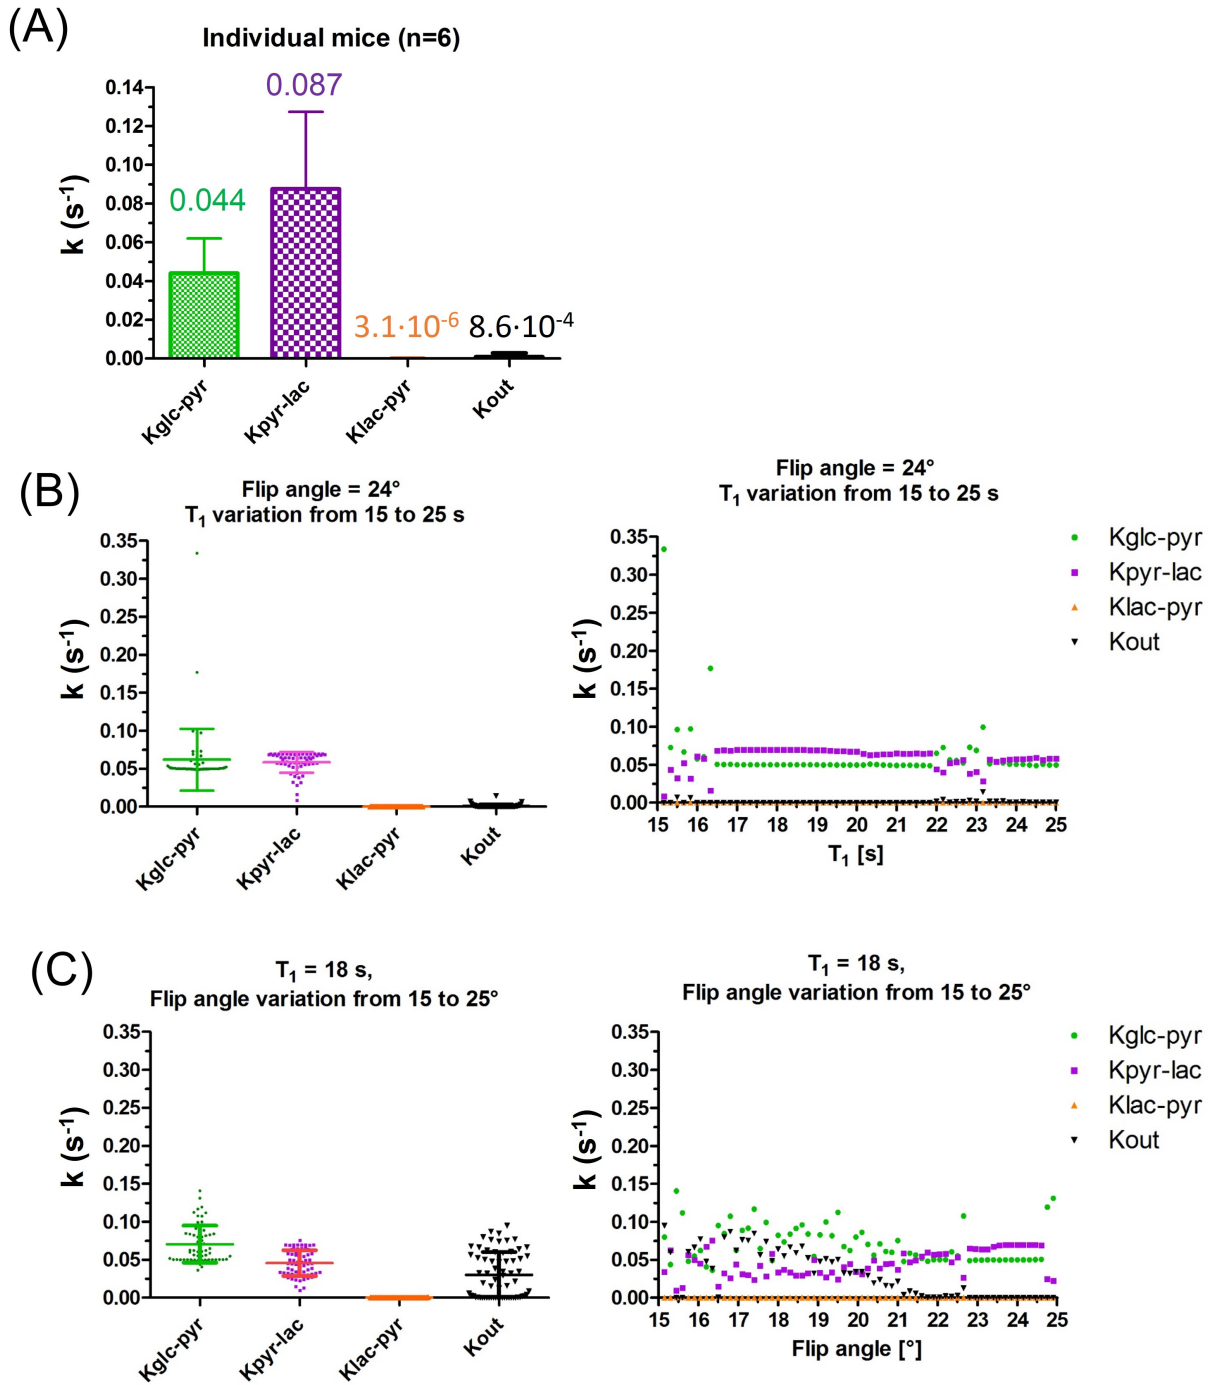 (A)
Individual mice (n=6)
k (s⁻¹)
0.14
0.12
0.10
0.08
0.06
0.04
0.02
0.00
0.044
0.087
3.1·10⁻⁶
8.6·10⁻⁴
Kglc-pyr
Kpyr-lac
Klac-pyr
Kout
(B)
Flip angle = 24°
T₁ variation from 15 to 25 s
k (s⁻¹)
0.35
0.30
0.25
0.20
0.15
0.10
0.05
0.00
Kglc-pyr
Kpyr-lac
Klac-pyr
Kout
Flip angle = 24°
T₁ variation from 15 to 25 s
k (s⁻¹)
0.35
0.30
0.25
0.20
0.15
0.10
0.05
0.00
15 16 17 18 19 20 21 22 23 24 25
T₁ [s]
Kglc-pyr
Kpyr-lac
Klac-pyr
Kout
(C)
T₁ = 18 s,
Flip angle variation from 15 to 25°
k (s⁻¹)
0.35
0.30
0.25
0.20
0.15
0.10
0.05
0.00
Kglc-pyr
Kpyr-lac
Klac-pyr
Kout
T₁ = 18 s,
Flip angle variation from 15 to 25°
k (s⁻¹)
0.35
0.30
0.25
0.20
0.15
0.10
0.05
0.00
15 16 17 18 19 20 21 22 23 24 25
Flip angle [°]
Kglc-pyr
Kpyr-lac
Klac-pyr
Kout